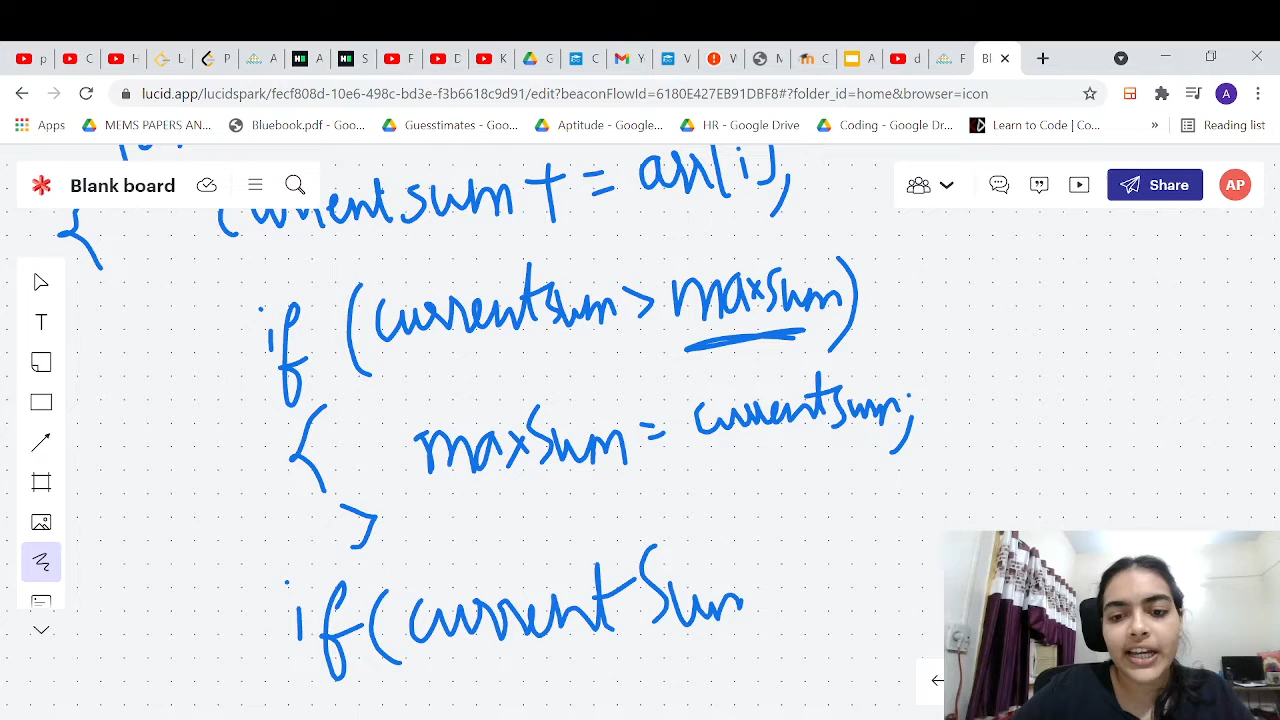 p
C
H
L
P
A
A
S
F
D
K
G
C
Y
V
W
M
C
A
d
F
Bl
lucid.app/lucidspark/fecf808d-10e6-498c-bd3e-f3b6618c9d91/edit?beaconFlowId=6180E427EB91DBF8#?folder_id=home&browser=icon
A
Apps
MEMS PAPERS AN...
Bluebook.pdf - Goo...
Guesstimates - Goo...
Aptitude - Google...
HR - Google Drive
Coding - Google Dr...
Learn to Code | Co...
»
Reading list
Blank board
Share
AP
T
currentsum += arr[i];
{
if (currentsum > maxsum)
{ maxsum = currentsum;
}
if(currentSum